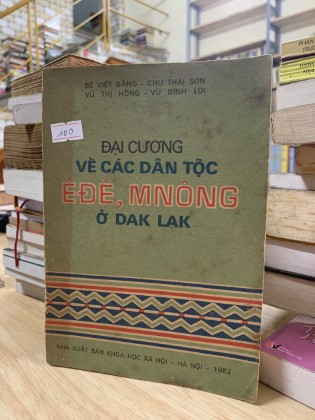 BẾ VIẾT ĐẲNG - CHU THÁI SƠN
VŨ THỊ HỒNG - VŨ ĐÌNH LỢI
100
ĐẠI CƯƠNG
VỀ CÁC DÂN TỘC
Ê ĐÊ, MNÔNG
Ở DAK LAK
NHÀ XUẤT BẢN KHOA HỌC XÃ HỘI - HÀ NỘI - 1982